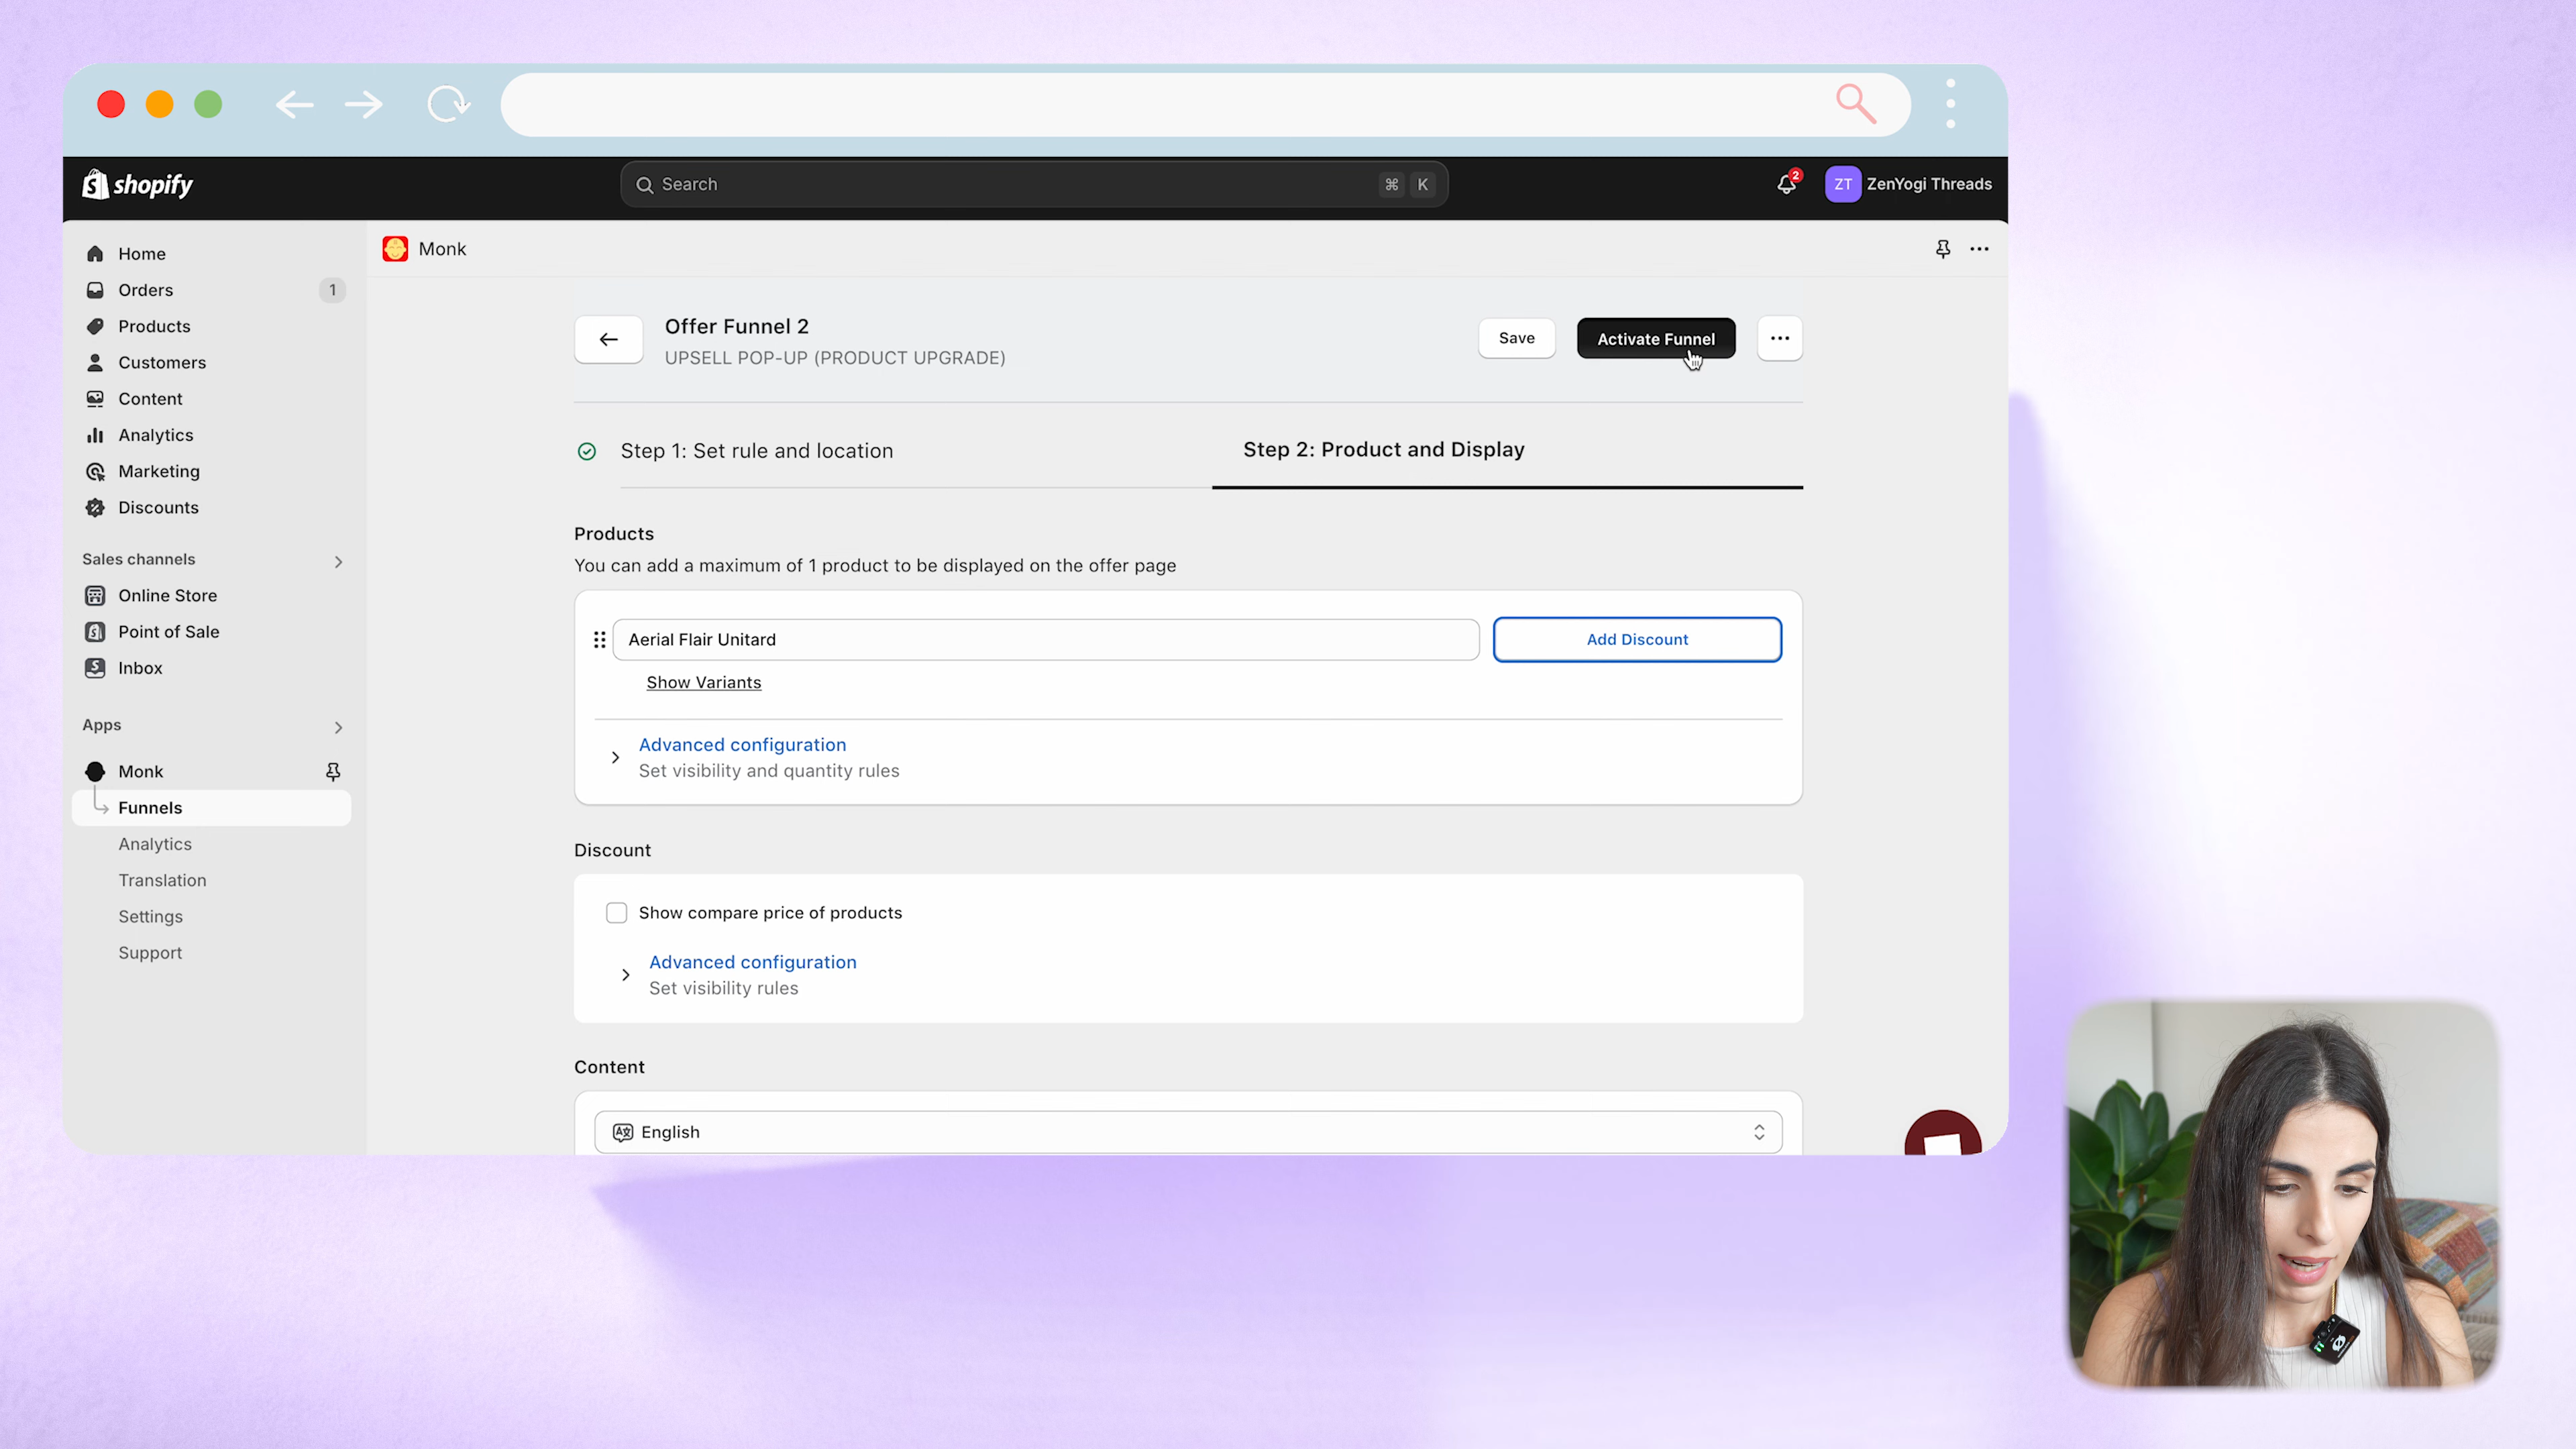 shopify
Search
⌘ K
2
ZT ZenYogi Threads
Home
Orders 1
Products
Customers
Content
Analytics
Marketing
Discounts
Sales channels
Online Store
Point of Sale
Inbox
Apps
Monk
Funnels
Analytics
Translation
Settings
Support
Monk
Offer Funnel 2
UPSELL POP-UP (PRODUCT UPGRADE)
Save
Activate Funnel
Step 1: Set rule and location
Step 2: Product and Display
Products
You can add a maximum of 1 product to be displayed on the offer page
Aerial Flair Unitard
Add Discount
Show Variants
Advanced configuration
Set visibility and quantity rules
Discount
Show compare price of products
Advanced configuration
Set visibility rules
Content
English